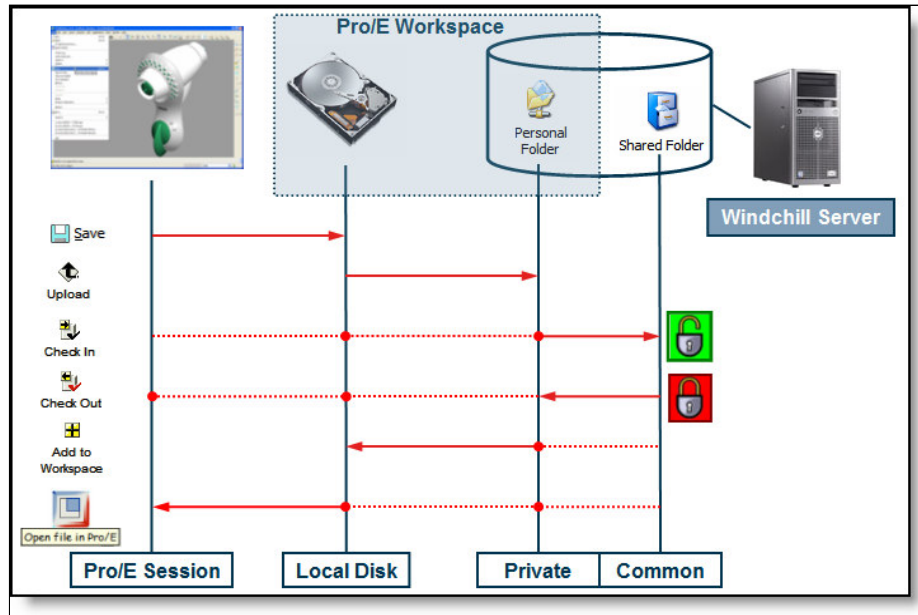 Pro/E Workspace
Personal
Folder
Shared Folder
Windchill Server
Save
Upload
Check In
Check Out
Add to
Workspace
Open file in Pro/E
Pro/E Session
Local Disk
Private
Common